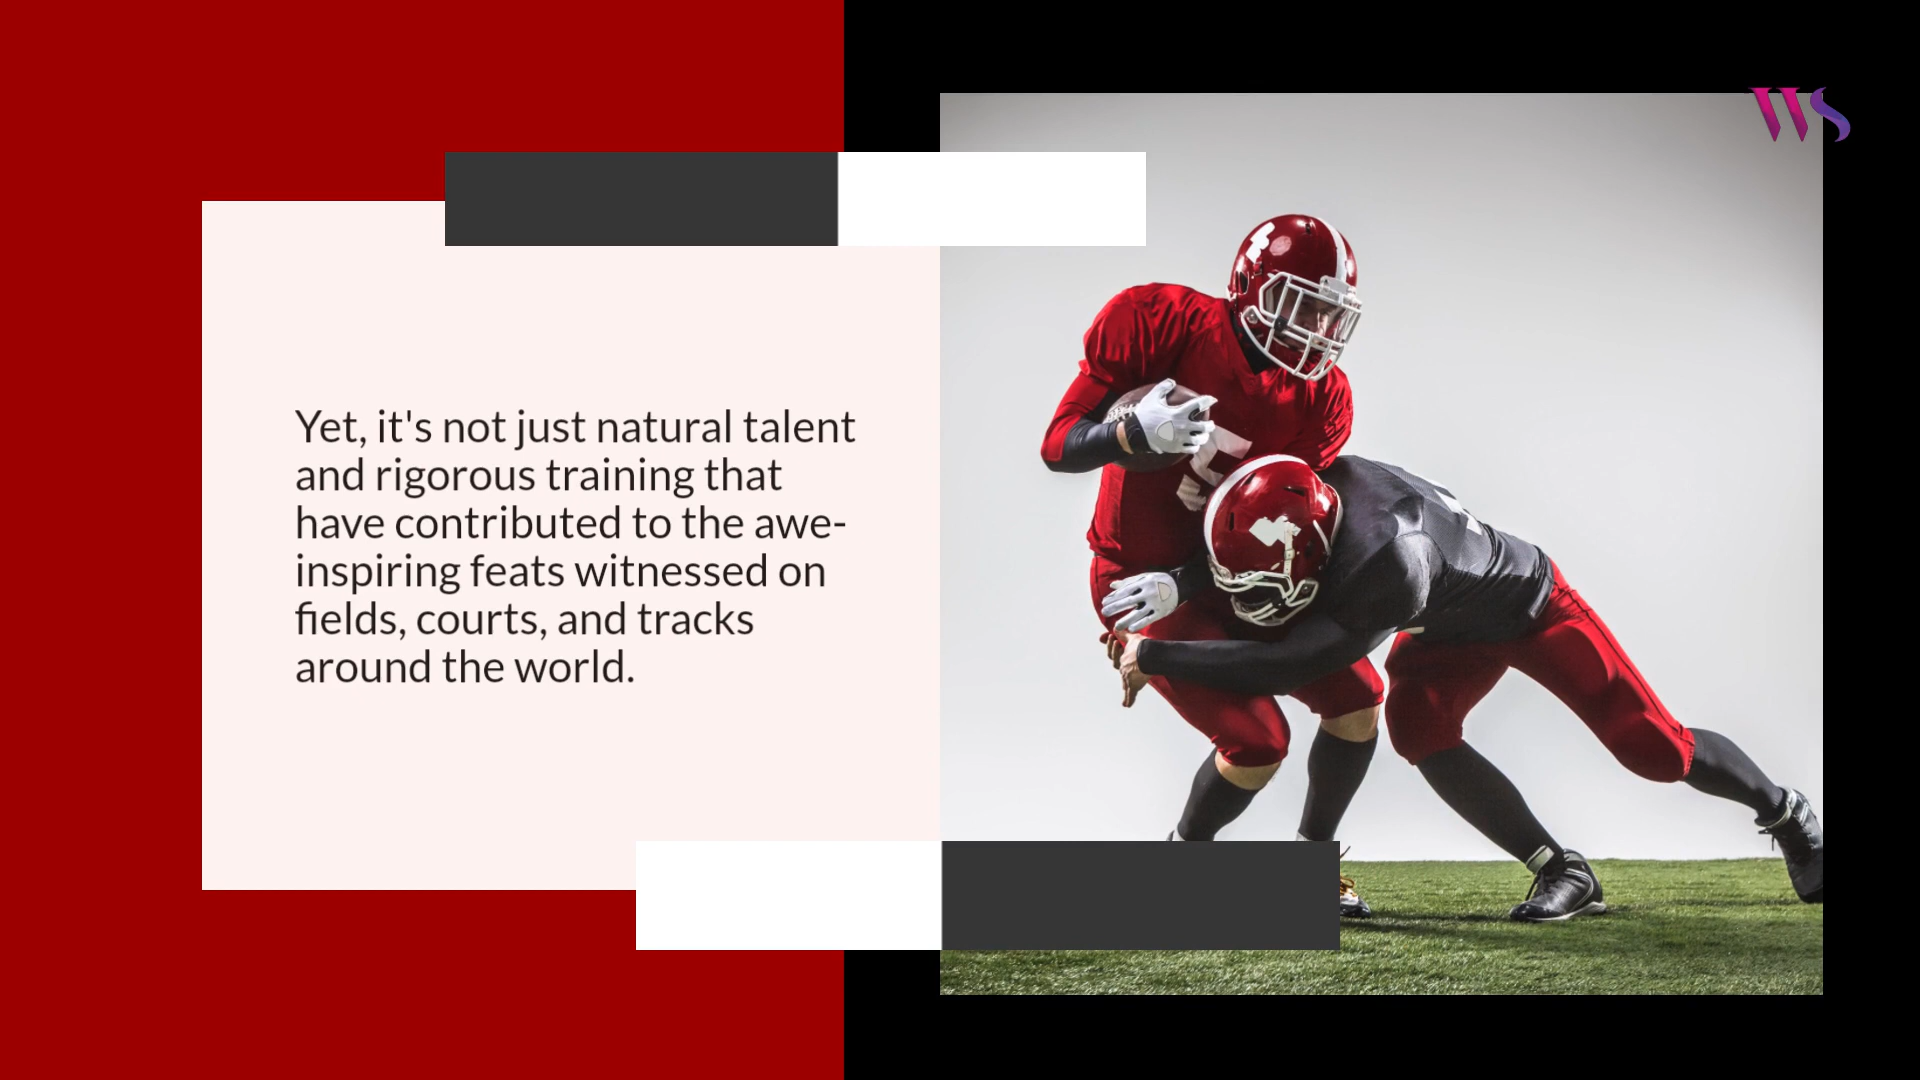 WS
Yet, it's not just natural talent
and rigorous training that
have contributed to the awe-
inspiring feats witnessed on
fields, courts, and tracks
around the world.